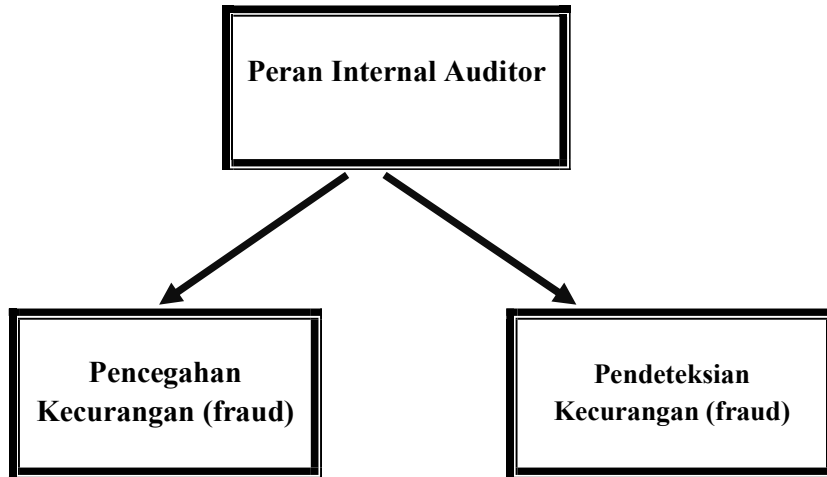 Peran Internal Auditor
Pencegahan
Kecurangan (fraud)
Pendeteksian
Kecurangan (fraud)